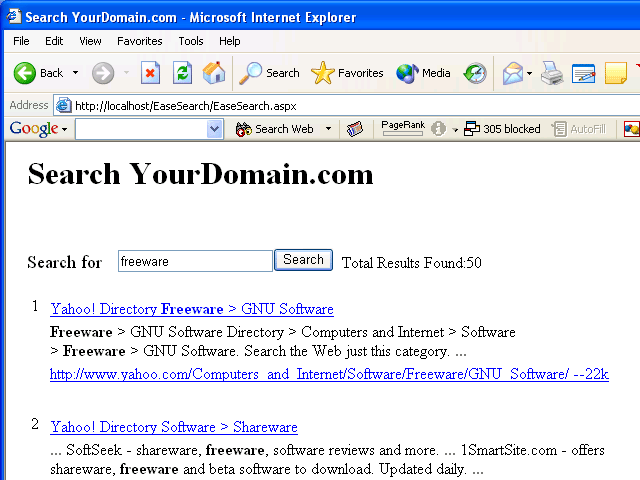 Search YourDomain.com - Microsoft Internet Explorer
File Edit View Favorites Tools Help
Back Search Favorites Media
Address http://localhost/EaseSearch/EaseSearch.aspx
Google Search Web PageRank 305 blocked AutoFill
Search YourDomain.com
Search for freeware Search Total Results Found:50
1 Yahoo! Directory Freeware > GNU Software
Freeware > GNU Software Directory > Computers and Internet > Software
> Freeware > GNU Software. Search the Web just this category. ...
http://www.yahoo.com/Computers_and_Internet/Software/Freeware/GNU_Software/ --22k
2 Yahoo! Directory Software > Shareware
... SoftSeek - shareware, freeware, software reviews and more. ... 1SmartSite.com - offers
shareware, freeware and beta software to download. Updated daily. ...